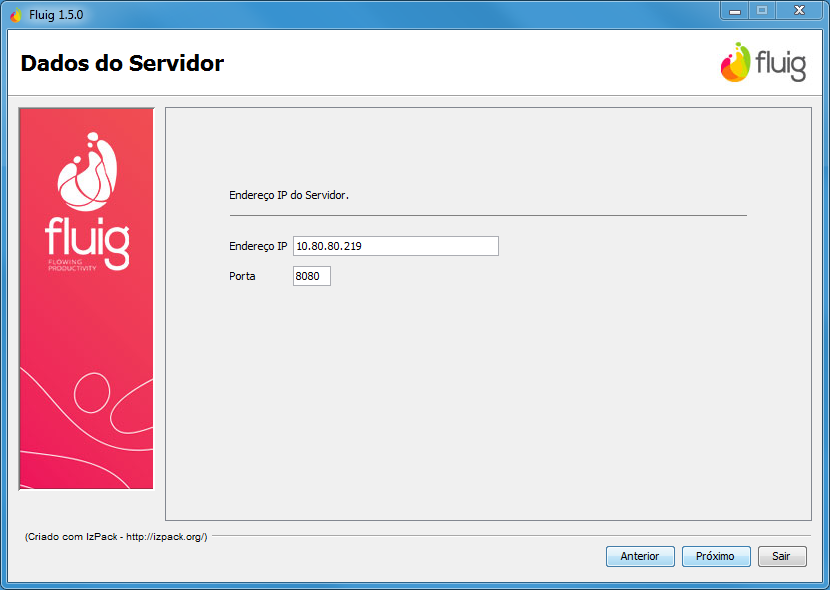 Fluig 1.5.0
Dados do Servidor
fluig
fluig
FLOWING
PRODUCTIVITY
Endereço IP do Servidor.
Endereço IP 10.80.80.219
Porta 8080
(Criado com IzPack - http://izpack.org/)
Anterior Próximo Sair